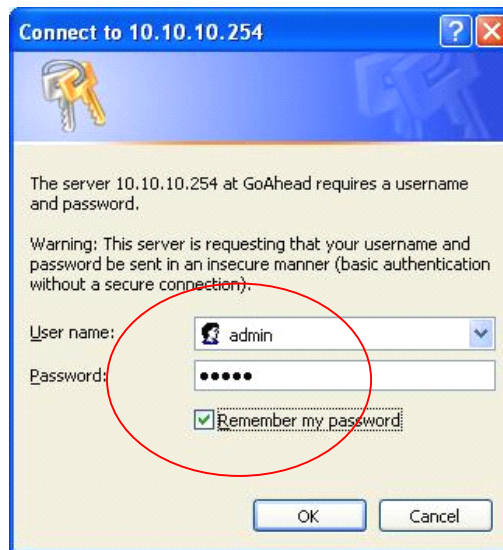 Connect to 10.10.10.254
The server 10.10.10.254 at GoAhead requires a username
and password.
Warning: This server is requesting that your username and
password be sent in an insecure manner (basic authentication
without a secure connection).
User name:
admin
Password:
•••••
Remember my password
OK
Cancel